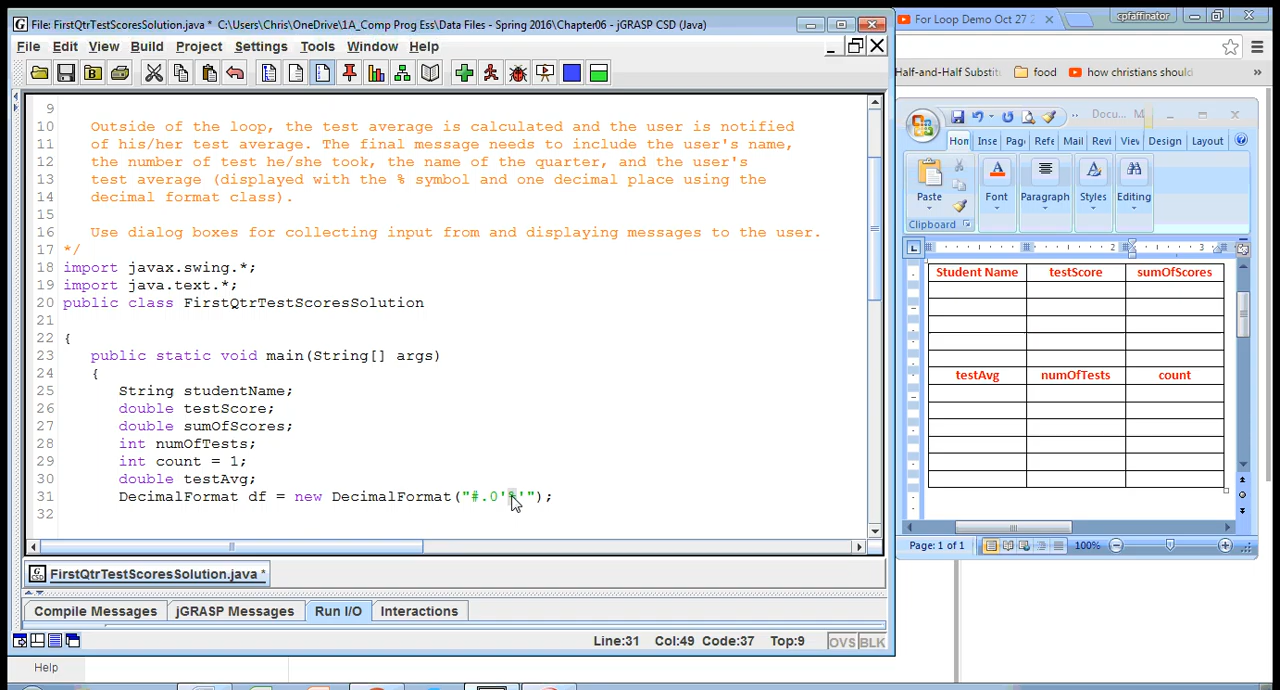 File: FirstQtrTestScoresSolution.java * C:\Users\Chris\OneDrive\1A_Comp Prog Ess\Data Files - Spring 2016\Chapter06 - jGRASP CSD (Java)
File Edit View Build Project Settings Tools Window Help
9
10 Outside of the loop, the test average is calculated and the user is notified
11 of his/her test average. The final message needs to include the user's name,
12 the number of test he/she took, the name of the quarter, and the user's
13 test average (displayed with the % symbol and one decimal place using the
14 decimal format class).
15
16 Use dialog boxes for collecting input from and displaying messages to the user.
17 */
18 import javax.swing.*;
19 import java.text.*;
20 public class FirstQtrTestScoresSolution
21
22 {
23 public static void main(String[] args)
24 {
25 String studentName;
26 double testScore;
27 double sumOfScores;
28 int numOfTests;
29 int count = 1;
30 double testAvg;
31 DecimalFormat df = new DecimalFormat("#.0'%'");
32
FirstQtrTestScoresSolution.java *
Compile Messages jGRASP Messages Run I/O Interactions
Line:31 Col:49 Code:37 Top:9 OVS BLK
Help
For Loop Demo Oct 27 2
cpfaffinator
Half-and-Half Substitu food how christians should
Docu... M
Hom Inse Page Refe Mail Revi Viev Design Layout
Paste Font Paragraph Styles Editing
Clipboard
2 3
Student Name testScore sumOfScores
testAvg numOfTests count
Page: 1 of 1 100%